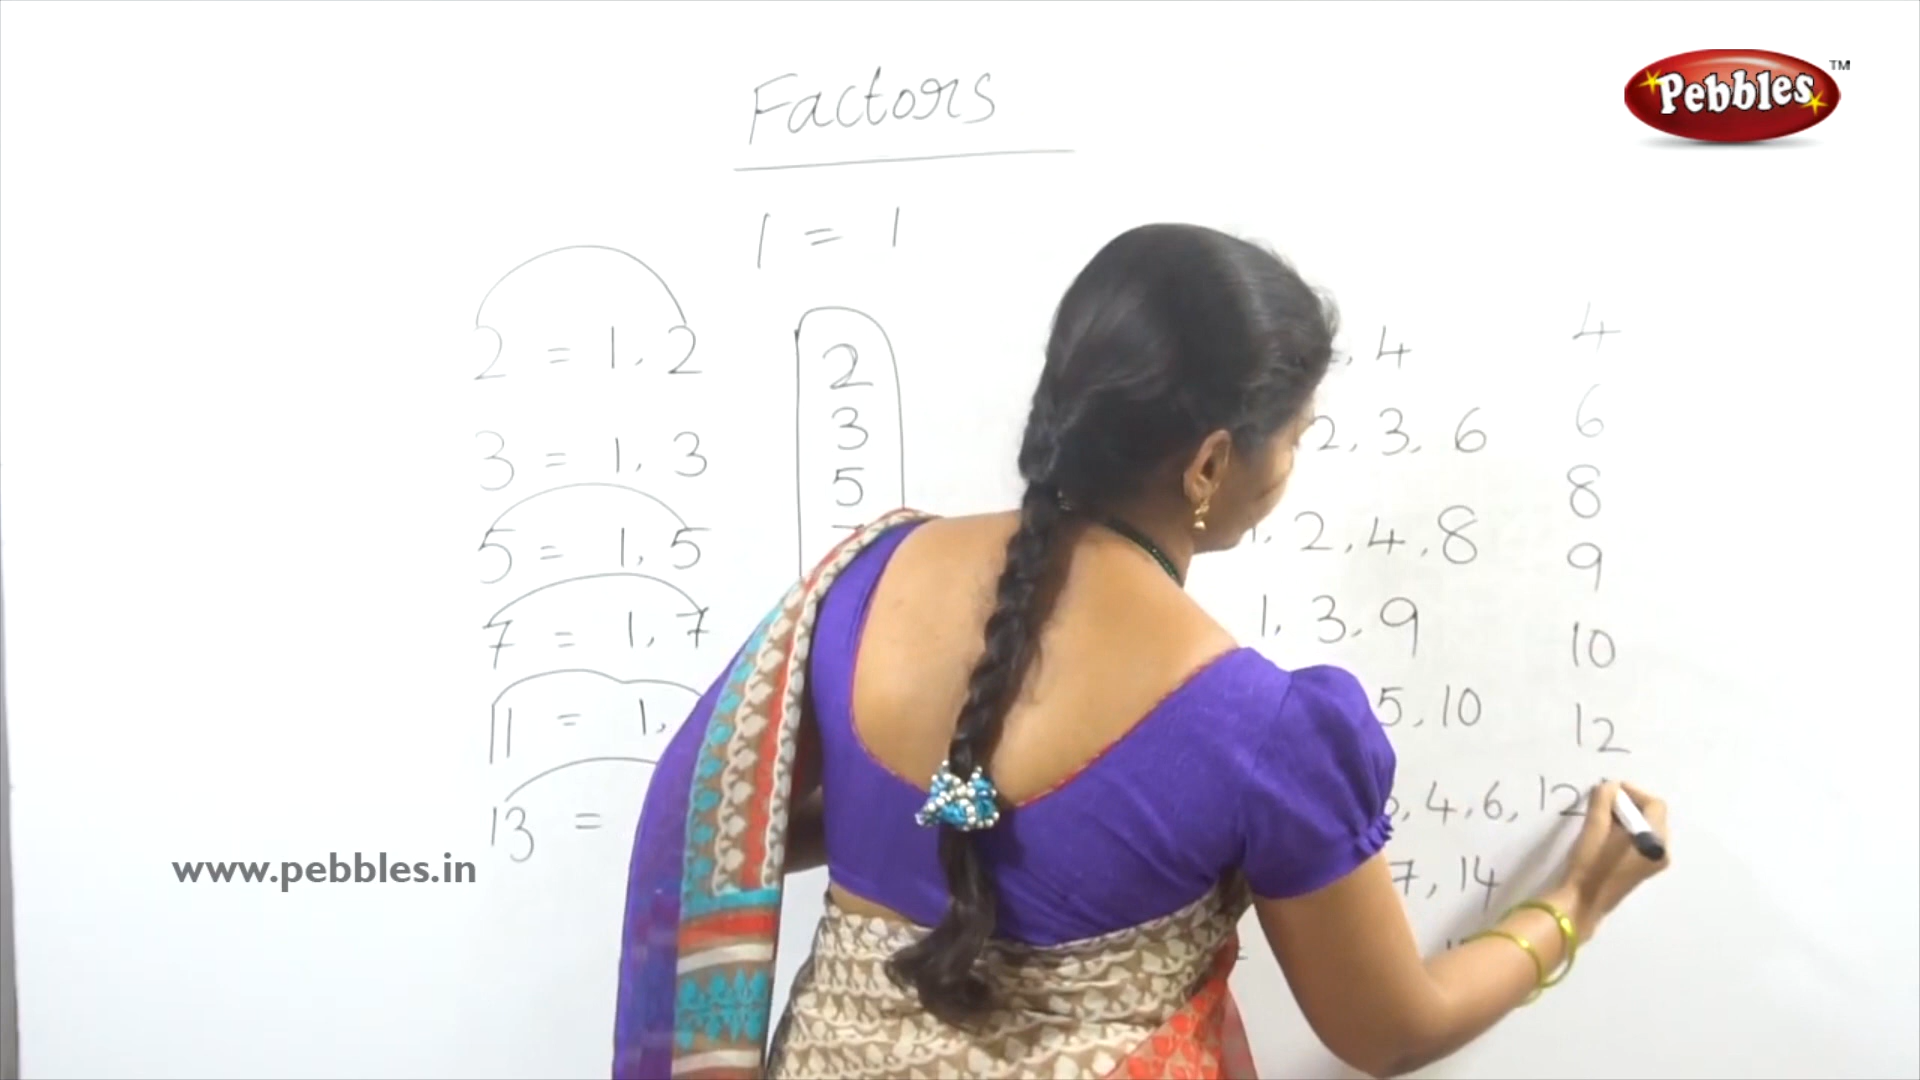 Pebbles TM
Factors
1 = 1
2 = 1, 2
3 = 1, 3
5 = 1, 5
7 = 1, 7
11 = 1,
13 =
2
3
5
, 4
2, 3, 6
1, 2, 4, 8
1, 3, 9
5, 10
, 4, 6, 12
7, 14
4
6
8
9
10
12
www.pebbles.in